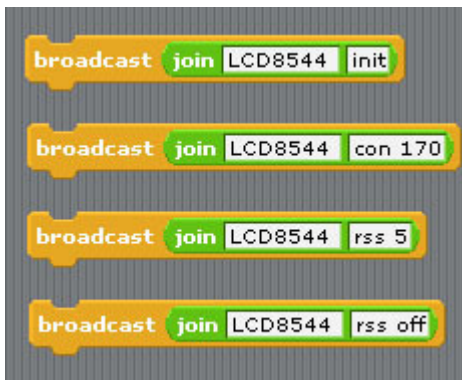 broadcast join LCD8544 init
broadcast join LCD8544 con 170
broadcast join LCD8544 rss 5
broadcast join LCD8544 rss off